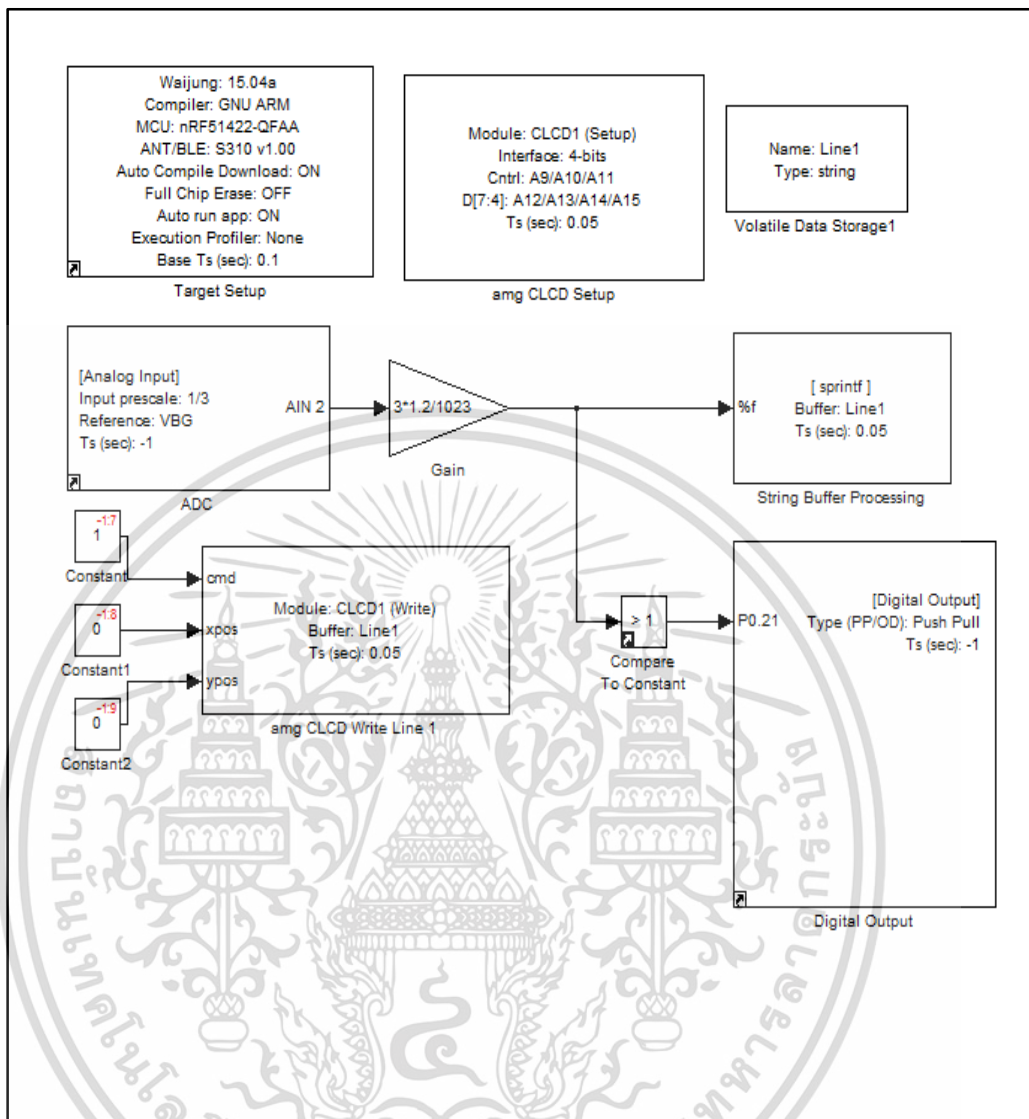 Waijung: 15.04a
Compiler: GNU ARM
MCU: nRF51422-QFAA
ANT/BLE: S310 v1.00
Auto Compile Download: ON
Full Chip Erase: OFF
Auto run app: ON
Execution Profiler: None
Base Ts (sec): 0.1
Target Setup
Module: CLCD1 (Setup)
Interface: 4-bits
Cntrl: A9/A10/A11
D[7:4]: A12/A13/A14/A15
Ts (sec): 0.05
amg CLCD Setup
Name: Line1
Type: string
Volatile Data Storage1
[Analog Input]
Input prescale: 1/3
Reference: VBG
Ts (sec): -1
AIN 2
ADC
3*1.2/1023
Gain
%f
[ sprintf ]
Buffer: Line1
Ts (sec): 0.05
String Buffer Processing
-1:7
1
Constant
-1:8
0
Constant1
-1:9
0
Constant2
cmd
xpos
ypos
Module: CLCD1 (Write)
Buffer: Line1
Ts (sec): 0.05
amg CLCD Write Line 1
> 1
Compare
To Constant
P0.21
[Digital Output]
Type (PP/OD): Push Pull
Ts (sec): -1
Digital Output